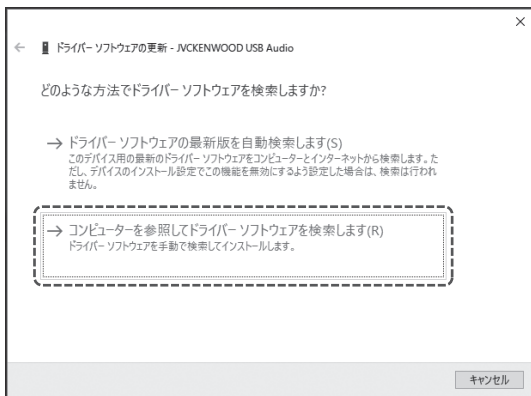 ドライバー ソフトウェアの更新 - JVCKENWOOD USB Audio
どのような方法でドライバー ソフトウェアを検索しますか?
→ ドライバー ソフトウェアの最新版を自動検索します(S)
このデバイス用の最新のドライバー ソフトウェアをコンピューターとインターネットから検索します。た
だし、デバイスのインストール設定でこの機能を無効にするよう設定した場合は、検索は行われ
ません。
→ コンピューターを参照してドライバー ソフトウェアを検索します(R)
ドライバー ソフトウェアを手動で検索してインストールします。
キャンセル